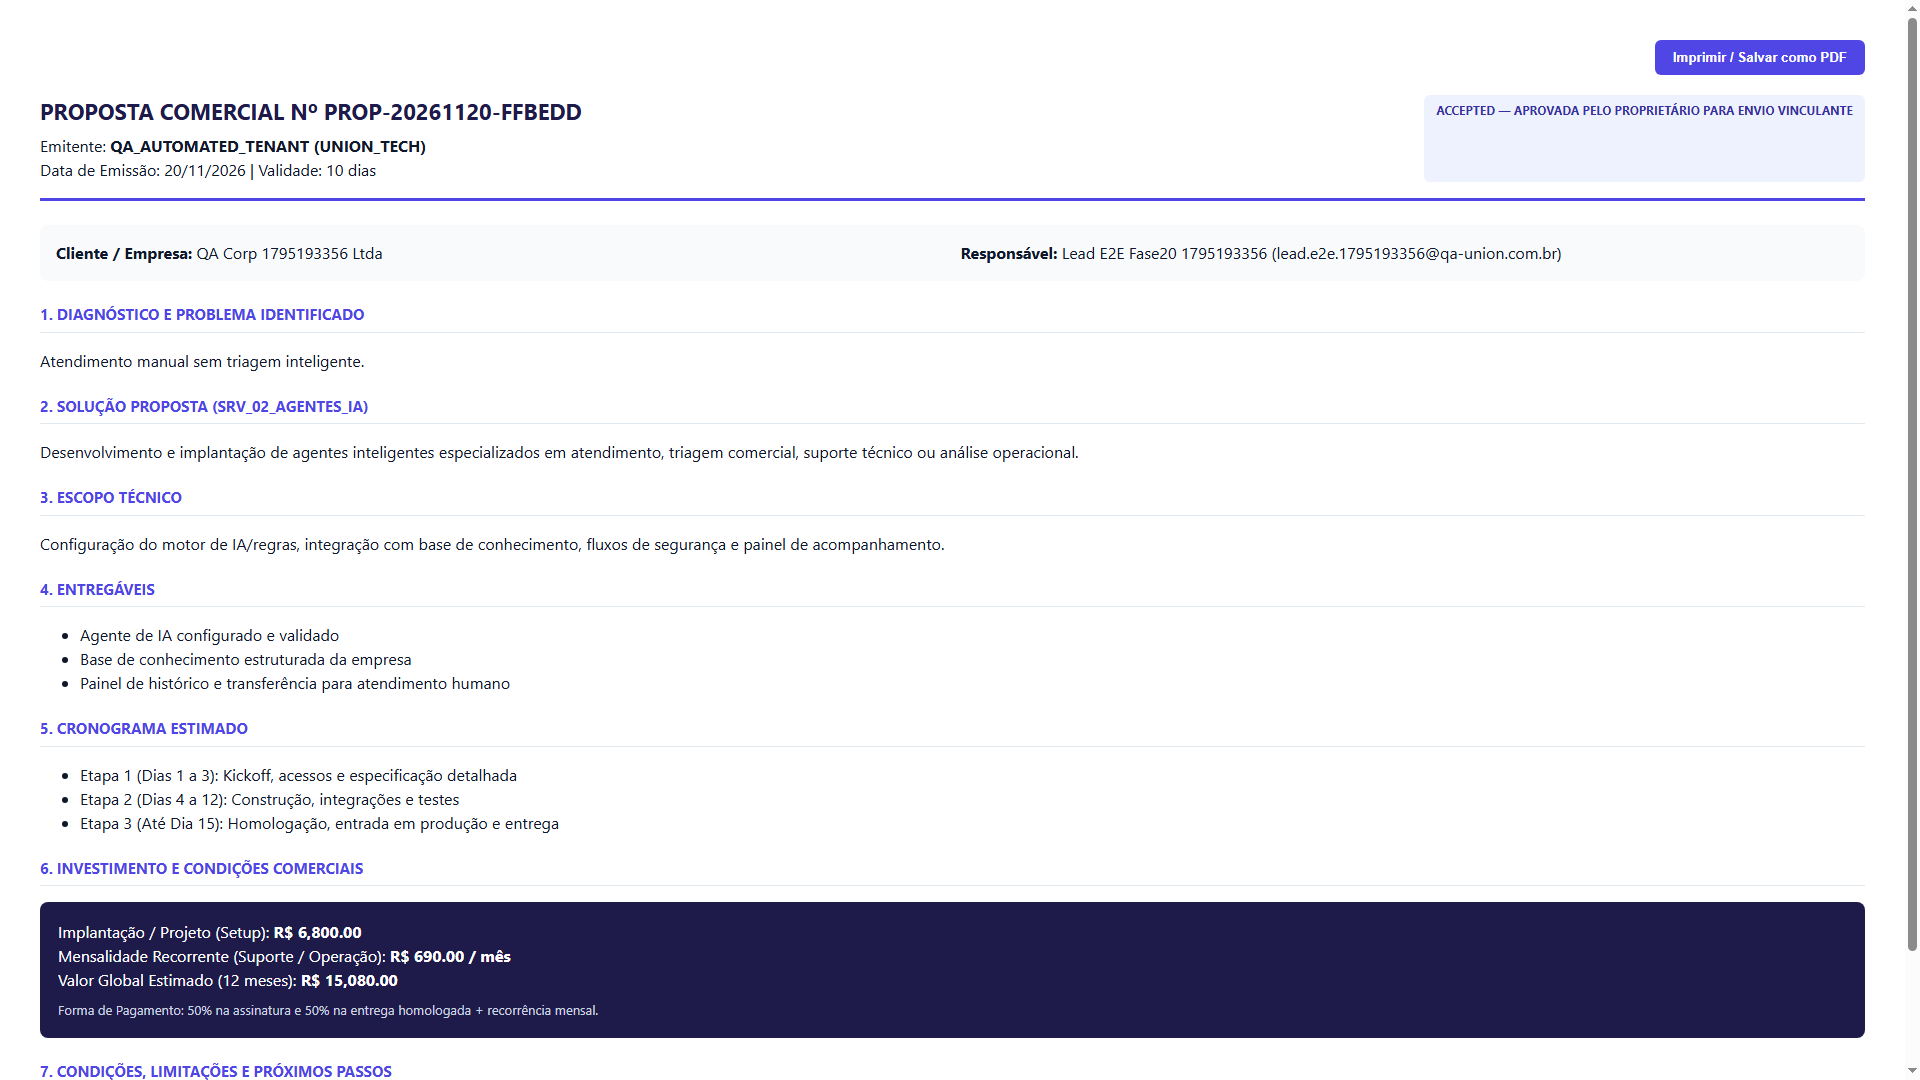 Imprimir / Salvar como PDF
PROPOSTA COMERCIAL Nº PROP-20261120-FFBEDD
Emitente: QA_AUTOMATED_TENANT (UNION_TECH)
Data de Emissão: 20/11/2026 | Validade: 10 dias
ACCEPTED — APROVADA PELO PROPRIETÁRIO PARA ENVIO VINCULANTE
Cliente / Empresa: QA Corp 1795193356 Ltda
Responsável: Lead E2E Fase20 1795193356 (lead.e2e.1795193356@qa-union.com.br)
1. DIAGNÓSTICO E PROBLEMA IDENTIFICADO
Atendimento manual sem triagem inteligente.
2. SOLUÇÃO PROPOSTA (SRV_02_AGENTES_IA)
Desenvolvimento e implantação de agentes inteligentes especializados em atendimento, triagem comercial, suporte técnico ou análise operacional.
3. ESCOPO TÉCNICO
Configuração do motor de IA/regras, integração com base de conhecimento, fluxos de segurança e painel de acompanhamento.
4. ENTREGÁVEIS
• Agente de IA configurado e validado
• Base de conhecimento estruturada da empresa
• Painel de histórico e transferência para atendimento humano
5. CRONOGRAMA ESTIMADO
• Etapa 1 (Dias 1 a 3): Kickoff, acessos e especificação detalhada
• Etapa 2 (Dias 4 a 12): Construção, integrações e testes
• Etapa 3 (Até Dia 15): Homologação, entrada em produção e entrega
6. INVESTIMENTO E CONDIÇÕES COMERCIAIS
Implantação / Projeto (Setup): R$ 6,800.00
Mensalidade Recorrente (Suporte / Operação): R$ 690.00 / mês
Valor Global Estimado (12 meses): R$ 15,080.00
Forma de Pagamento: 50% na assinatura e 50% na entrega homologada + recorrência mensal.
7. CONDIÇÕES, LIMITAÇÕES E PRÓXIMOS PASSOS